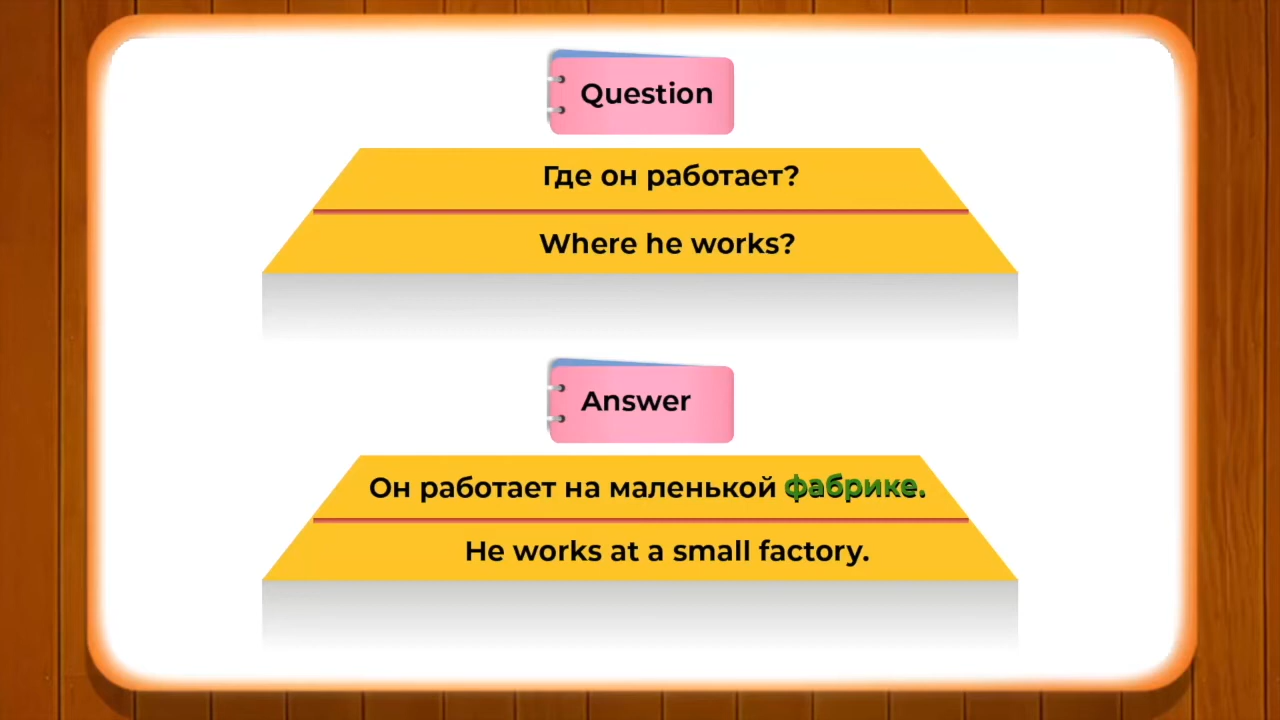 Question
Где он работает?
Where he works?
Answer
Он работает на маленькой фабрике.
He works at a small factory.